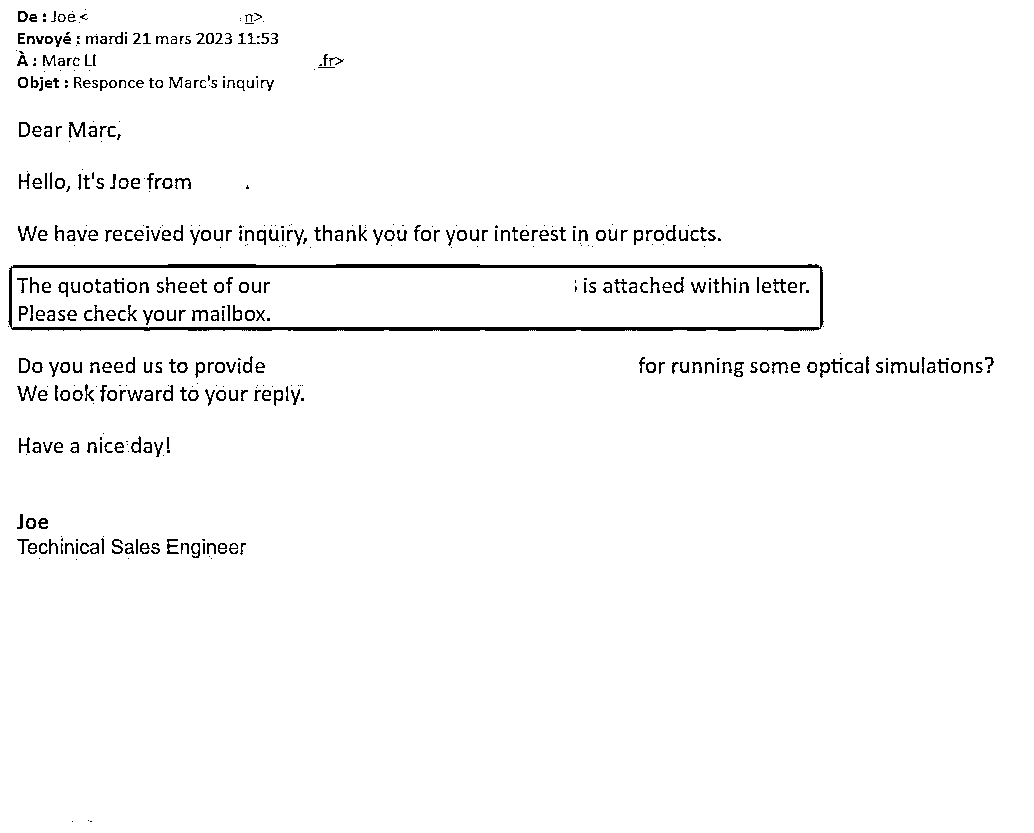 De : Joe <                n>
Envoyé : mardi 21 mars 2023 11:53
À : Marc LI                .fr>
Objet : Responce to Marc's inquiry
Dear Marc,
Hello, It's Joe from        .
We have received your inquiry, thank you for your interest in our products.
The quotation sheet of our                is attached within letter.
Please check your mailbox.
Do you need us to provide                for running some optical simulations?
We look forward to your reply.
Have a nice day!
Joe
Techinical Sales Engineer